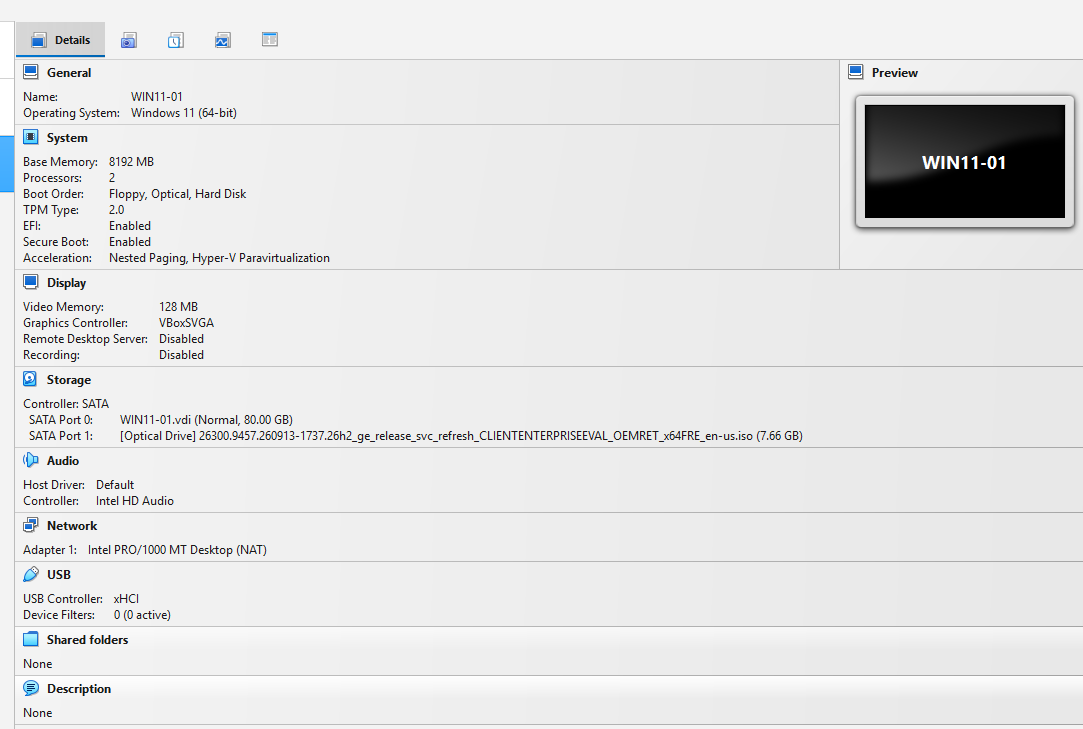 Details
General
Name: WIN11-01
Operating System: Windows 11 (64-bit)
Preview
WIN11-01
System
Base Memory: 8192 MB
Processors: 2
Boot Order: Floppy, Optical, Hard Disk
TPM Type: 2.0
EFI: Enabled
Secure Boot: Enabled
Acceleration: Nested Paging, Hyper-V Paravirtualization
Display
Video Memory: 128 MB
Graphics Controller: VBoxSVGA
Remote Desktop Server: Disabled
Recording: Disabled
Storage
Controller: SATA
SATA Port 0: WIN11-01.vdi (Normal, 80.00 GB)
SATA Port 1: [Optical Drive] 26300.9457.260913-1737.26h2_ge_release_svc_refresh_CLIENTENTERPRISEEVAL_OEMRET_x64FRE_en-us.iso (7.66 GB)
Audio
Host Driver: Default
Controller: Intel HD Audio
Network
Adapter 1: Intel PRO/1000 MT Desktop (NAT)
USB
USB Controller: xHCI
Device Filters: 0 (0 active)
Shared folders
None
Description
None